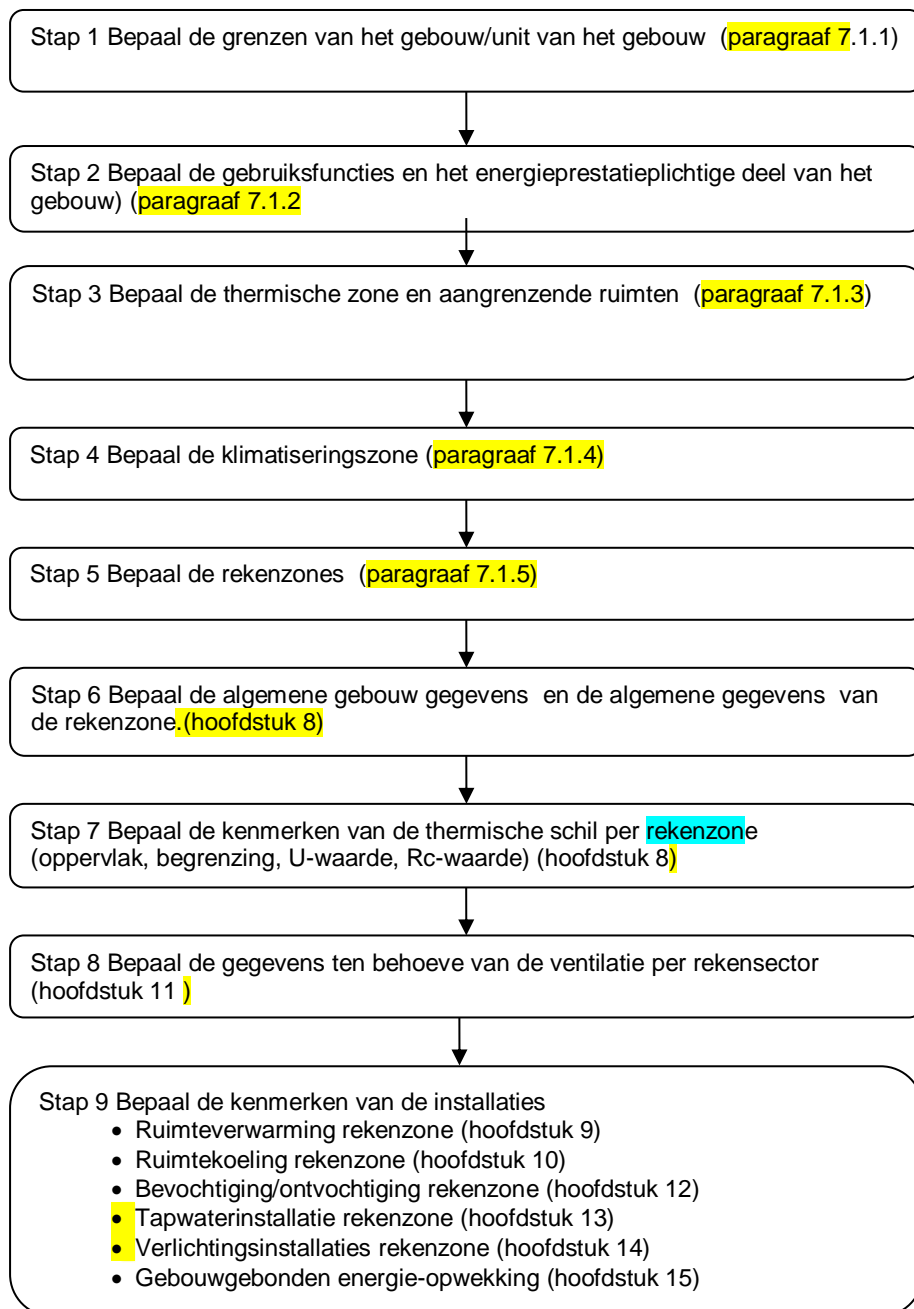 Stap 1 Bepaal de grenzen van het gebouw/unit van het gebouw (paragraaf 7.1.1)
Stap 2 Bepaal de gebruiksfuncties en het energieprestatieplichtige deel van het
gebouw) (paragraaf 7.1.2
Stap 3 Bepaal de thermische zone en aangrenzende ruimten (paragraaf 7.1.3)
Stap 4 Bepaal de klimatiseringszone (paragraaf 7.1.4)
Stap 5 Bepaal de rekenzones (paragraaf 7.1.5)
Stap 6 Bepaal de algemene gebouw gegevens en de algemene gegevens van
de rekenzone.(hoofdstuk 8)
Stap 7 Bepaal de kenmerken van de thermische schil per rekenzone
(oppervlak, begrenzing, U-waarde, Rc-waarde) (hoofdstuk 8)
Stap 8 Bepaal de gegevens ten behoeve van de ventilatie per rekensector
(hoofdstuk 11 )
Stap 9 Bepaal de kenmerken van de installaties
• Ruimteverwarming rekenzone (hoofdstuk 9)
• Ruimtekoeling rekenzone (hoofdstuk 10)
• Bevochtiging/ontvochtiging rekenzone (hoofdstuk 12)
• Tapwaterinstallatie rekenzone (hoofdstuk 13)
• Verlichtingsinstallaties rekenzone (hoofdstuk 14)
• Gebouwgebonden energie-opwekking (hoofdstuk 15)